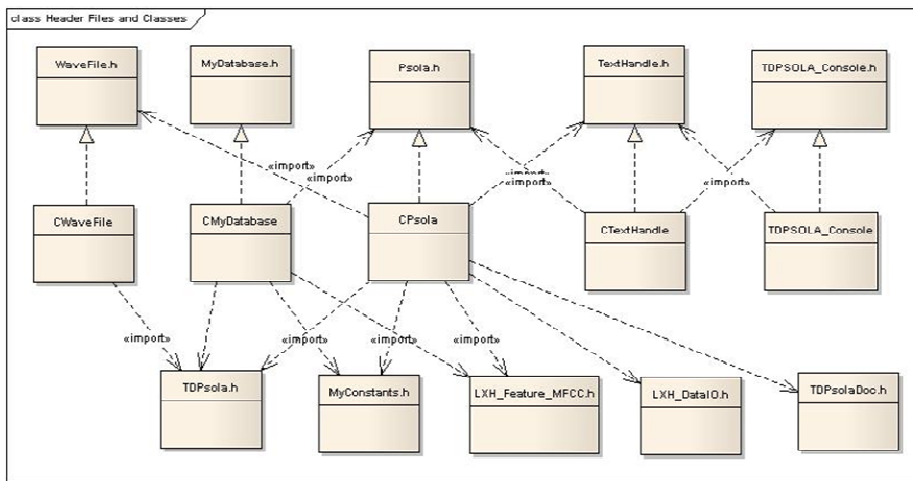 class Header Files and Classes
WaveFile.h
MyDatabase.h
Psola.h
TextHandle.h
TDPSOLA_Console.h
«import»
«import»
«import»
«import»
«import»
CWaveFile
CMyDatabase
CPsola
CTextHandle
TDPSOLA_Console
«import»
«import»
«import»
«import»
TDPsola.h
MyConstants.h
LXH_Feature_MFCC.h
LXH_DataIO.h
TDPsolaDoc.h